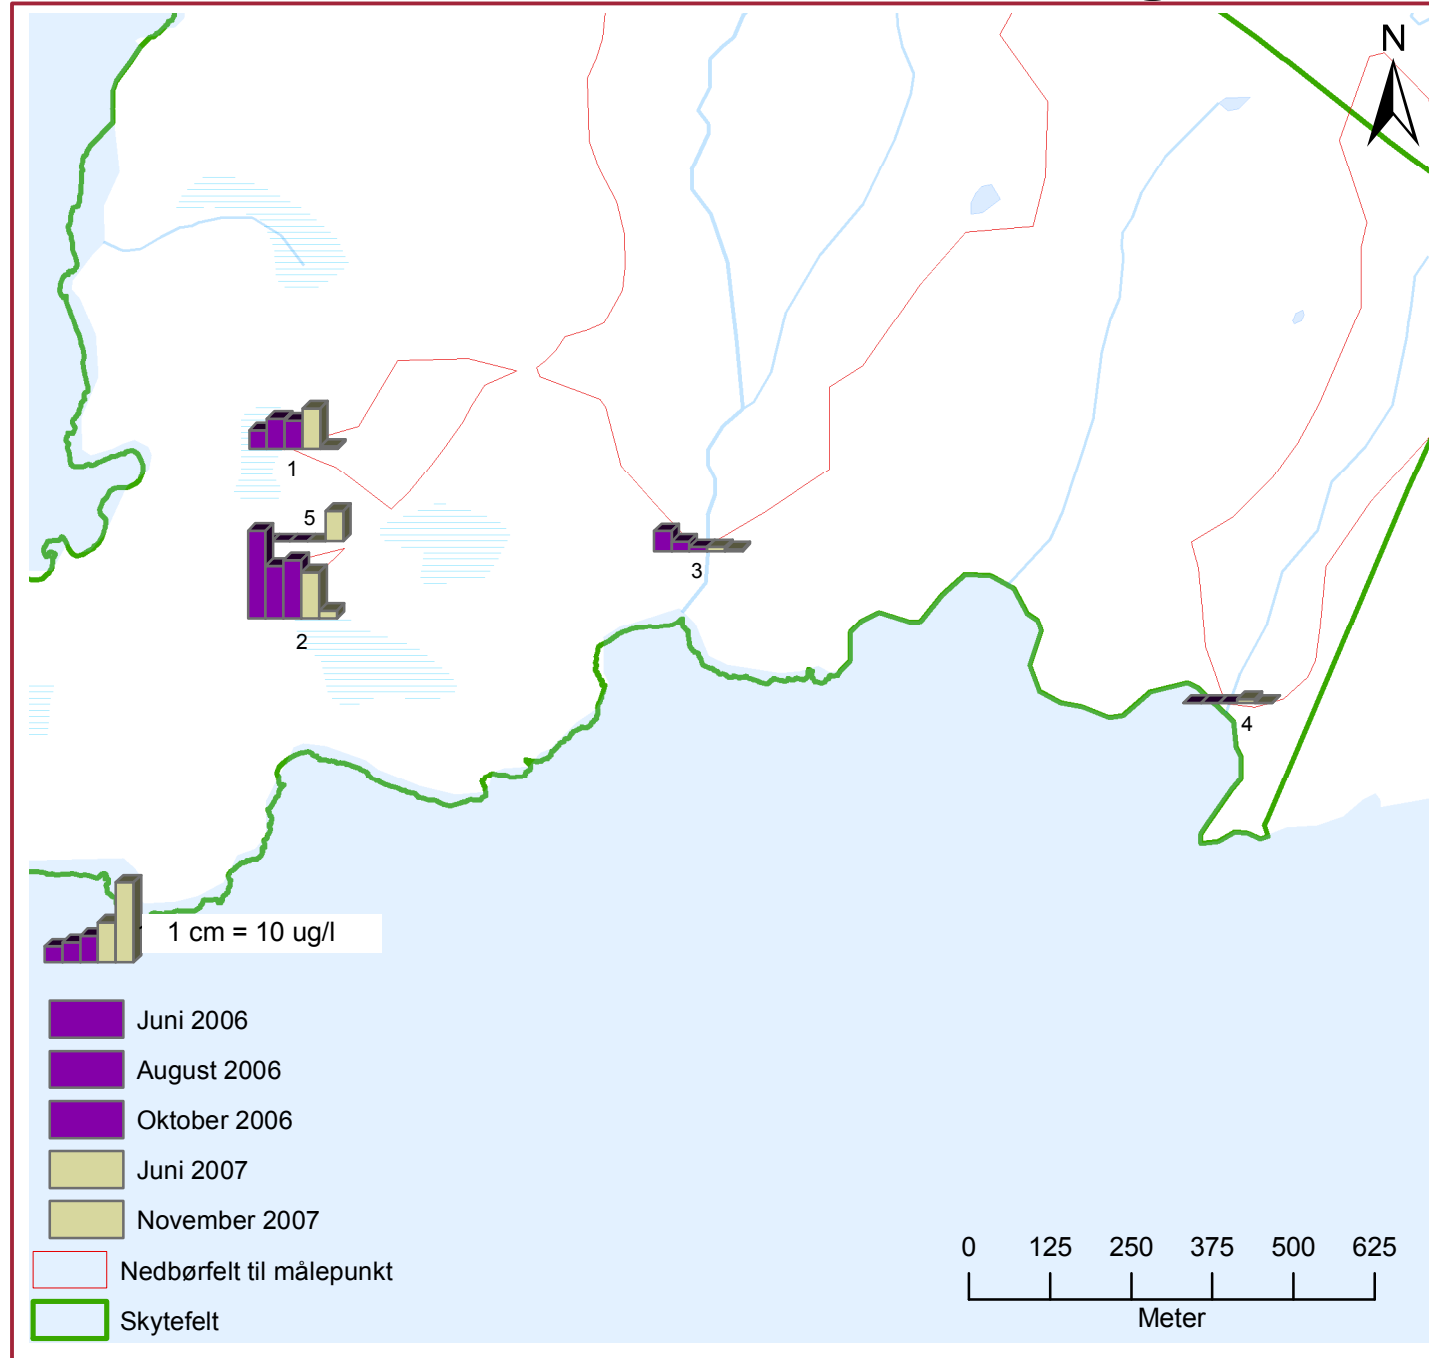 N
1
5
2
3
4
1 cm = 10 ug/l
Juni 2006
August 2006
Oktober 2006
Juni 2007
November 2007
Nedbørfelt til målepunkt
Skytefelt
0 125 250 375 500 625
Meter